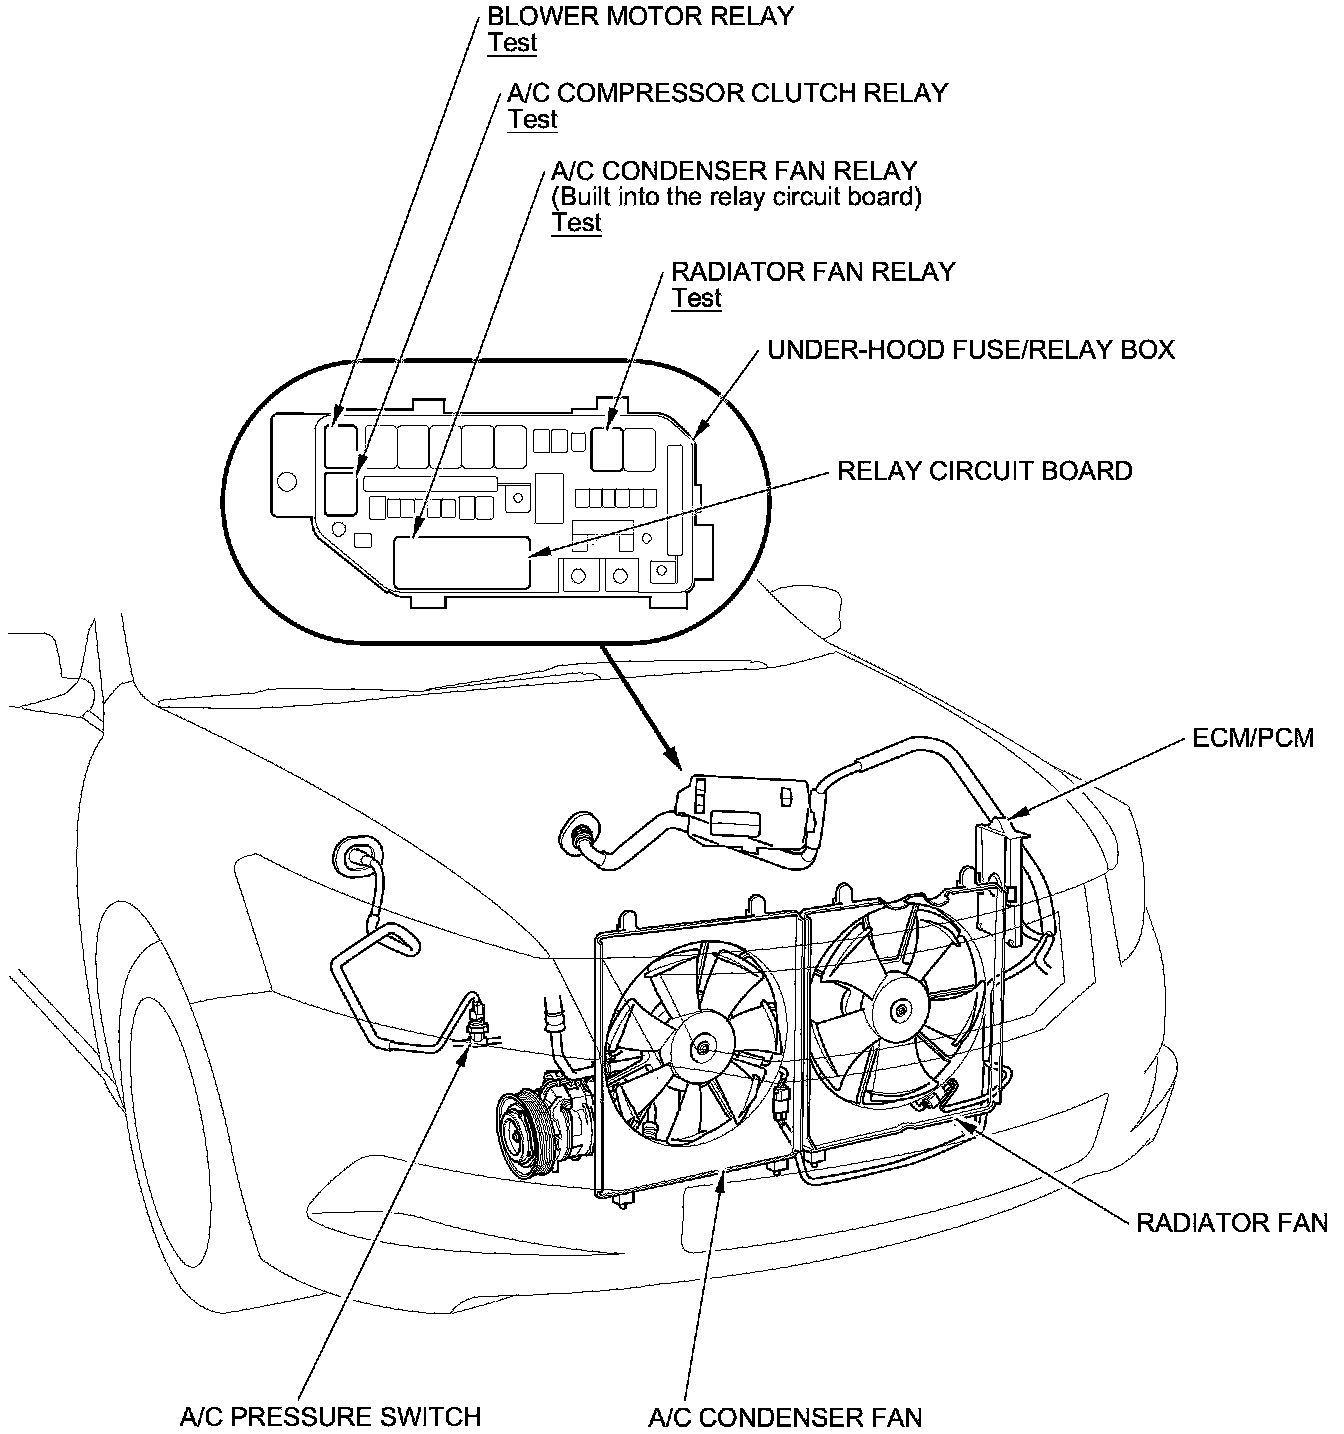 BLOWER MOTOR RELAY
Test
A/C COMPRESSOR CLUTCH RELAY
Test
A/C CONDENSER FAN RELAY
(Built into the relay circuit board)
Test
RADIATOR FAN RELAY
Test
UNDER-HOOD FUSE/RELAY BOX
RELAY CIRCUIT BOARD
ECM/PCM
RADIATOR FAN
A/C PRESSURE SWITCH
A/C CONDENSER FAN